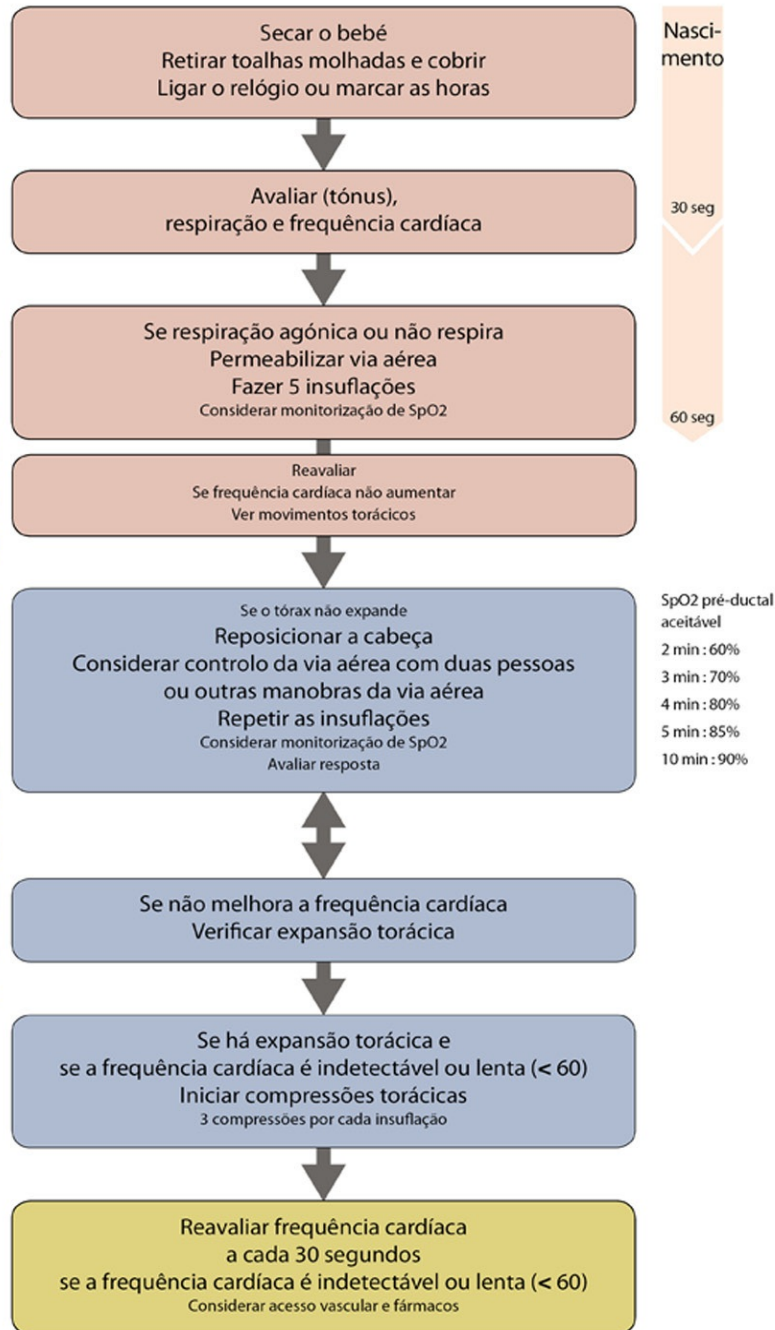 Secar o bebé
Retirar toalhas molhadas e cobrir
Ligar o relógio ou marcar as horas
Nasci-
mento
Avaliar (tónus),
respiração e frequência cardíaca
30 seg
Se respiração agónica ou não respira
Permeabilizar via aérea
Fazer 5 insuflações
Considerar monitorização de SpO2
60 seg
Reavaliar
Se frequência cardíaca não aumentar
Ver movimentos torácicos
Se o tórax não expande
Reposicionar a cabeça
Considerar controlo da via aérea com duas pessoas
ou outras manobras da via aérea
Repetir as insuflações
Considerar monitorização de SpO2
Avaliar resposta
SpO2 pré-ductal
aceitável
2 min : 60%
3 min : 70%
4 min : 80%
5 min : 85%
10 min : 90%
Se não melhora a frequência cardíaca
Verificar expansão torácica
Se há expansão torácica e
se a frequência cardíaca é indetectável ou lenta (< 60)
Iniciar compressões torácicas
3 compressões por cada insuflação
Reavaliar frequência cardíaca
a cada 30 segundos
se a frequência cardíaca é indetectável ou lenta (< 60)
Considerar acesso vascular e fármacos